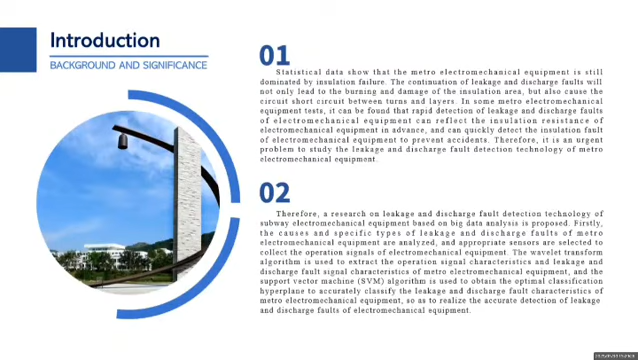 Introduction
BACKGROUND AND SIGNIFICANCE
01
Statistical data show that the metro electromechanical equipment is still
dominated by insulation failure. The continuation of leakage and discharge faults will
not only lead to the burning and damage of the insulation area, but also cause the
circuit short circuit between turns and layers. In some metro electromechanical
equipment tests, it can be found that rapid detection of leakage and discharge faults
of electromechanical equipment can reflect the insulation resistance of
electromechanical equipment in advance, and can quickly detect the insulation fault
of electromechanical equipment to prevent accidents. Therefore, it is an urgent
problem to study the leakage and discharge fault detection technology of metro
electromechanical equipment.
02
Therefore, a research on leakage and discharge fault detection technology of
subway electromechanical equipment based on big data analysis is proposed. Firstly,
the causes and specific types of leakage and discharge faults of metro
electromechanical equipment are analyzed, and appropriate sensors are selected to
collect the operation signals of electromechanical equipment. The wavelet transform
algorithm is used to extract the operation signal characteristics and leakage and
discharge fault signal characteristics of metro electromechanical equipment, and the
support vector machine (SVM) algorithm is used to obtain the optimal classification
hyperplane to accurately classify the leakage and discharge fault characteristics of
metro electromechanical equipment, so as to realize the accurate detection of leakage
and discharge faults of electromechanical equipment.